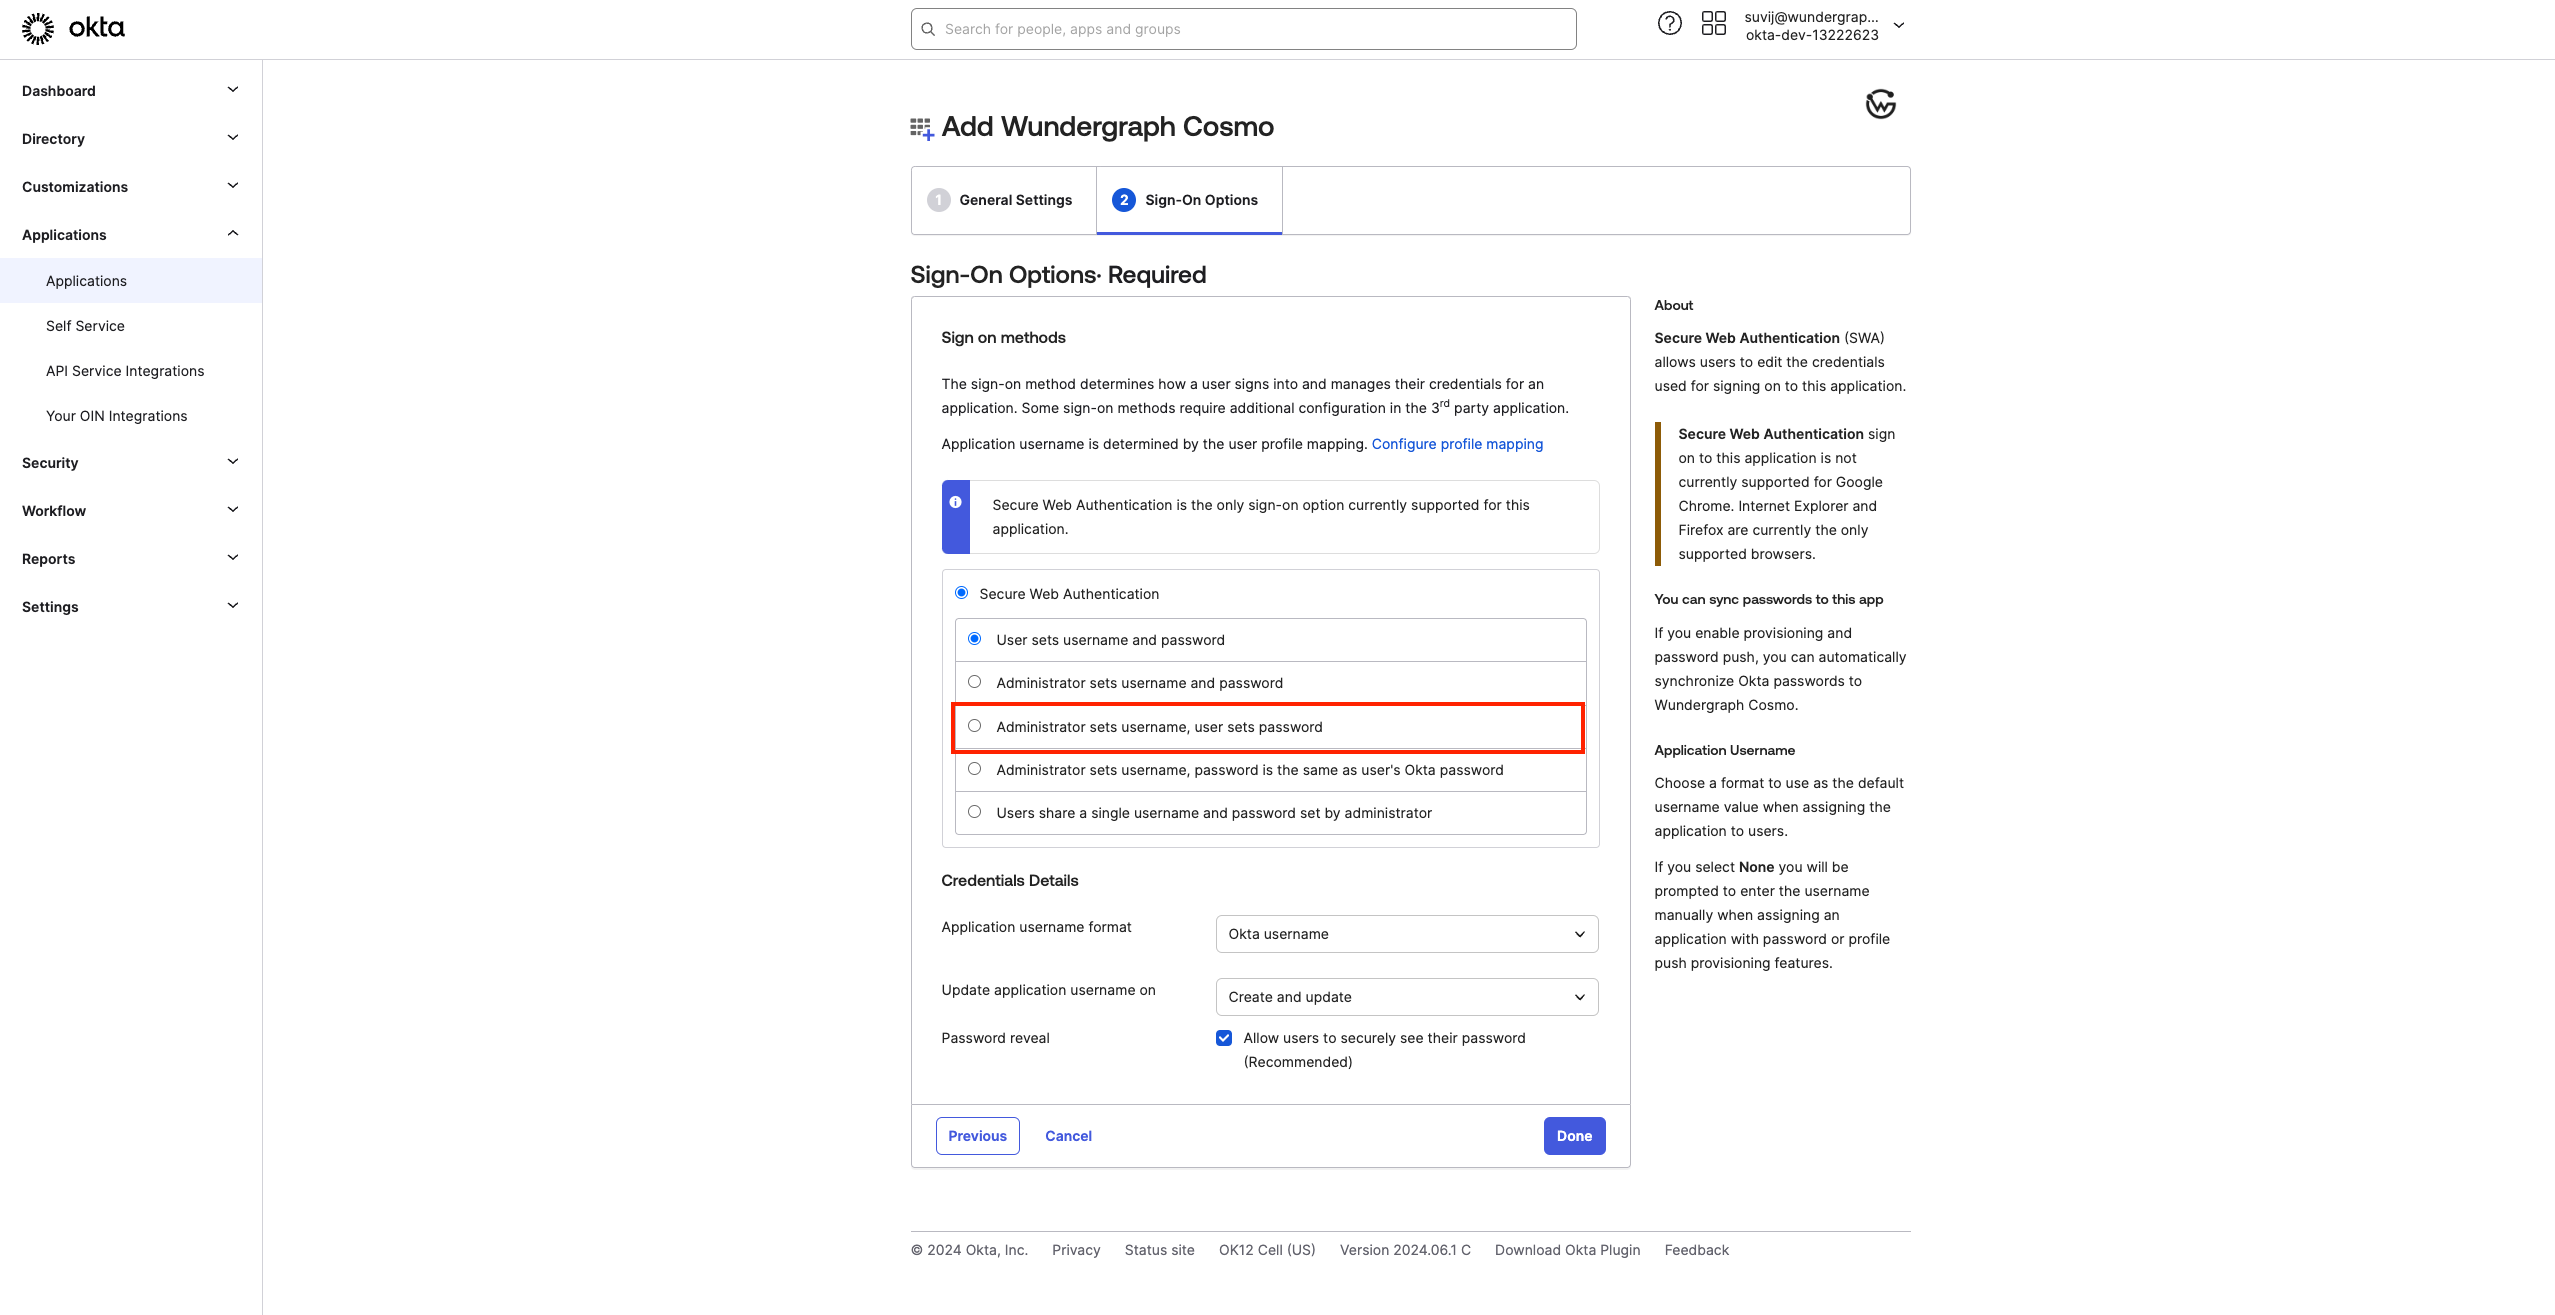 okta
Search for people, apps and groups
suvij@wundergrap...
okta-dev-13222623
Dashboard
Directory
Customizations
Applications
Applications
Self Service
API Service Integrations
Your OIN Integrations
Security
Workflow
Reports
Settings
Add Wundergraph Cosmo
1 General Settings
2 Sign-On Options
Sign-On Options· Required
Sign on methods
The sign-on method determines how a user signs into and manages their credentials for an
application. Some sign-on methods require additional configuration in the 3rd party application.
Application username is determined by the user profile mapping. Configure profile mapping
Secure Web Authentication is the only sign-on option currently supported for this
application.
Secure Web Authentication
User sets username and password
Administrator sets username and password
Administrator sets username, user sets password
Administrator sets username, password is the same as user's Okta password
Users share a single username and password set by administrator
Credentials Details
Application username format
Okta username
Update application username on
Create and update
Password reveal
Allow users to securely see their password
(Recommended)
Previous
Cancel
Done
About
Secure Web Authentication (SWA)
allows users to edit the credentials
used for signing on to this application.
Secure Web Authentication sign
on to this application is not
currently supported for Google
Chrome. Internet Explorer and
Firefox are currently the only
supported browsers.
You can sync passwords to this app
If you enable provisioning and
password push, you can automatically
synchronize Okta passwords to
Wundergraph Cosmo.
Application Username
Choose a format to use as the default
username value when assigning the
application to users.
If you select None you will be
prompted to enter the username
manually when assigning an
application with password or profile
push provisioning features.
© 2024 Okta, Inc.
Privacy
Status site
OK12 Cell (US)
Version 2024.06.1 C
Download Okta Plugin
Feedback